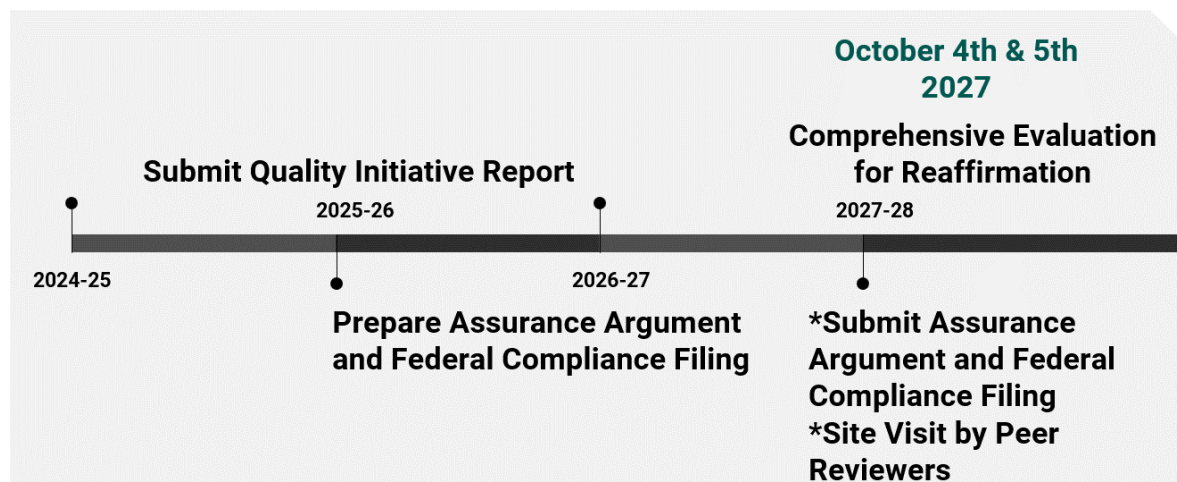 October 4th & 5th
2027
Comprehensive Evaluation
for Reaffirmation
Submit Quality Initiative Report
2025-26
2027-28
2024-25
2026-27
Prepare Assurance Argument
and Federal Compliance Filing
*Submit Assurance
Argument and Federal
Compliance Filing
*Site Visit by Peer
Reviewers